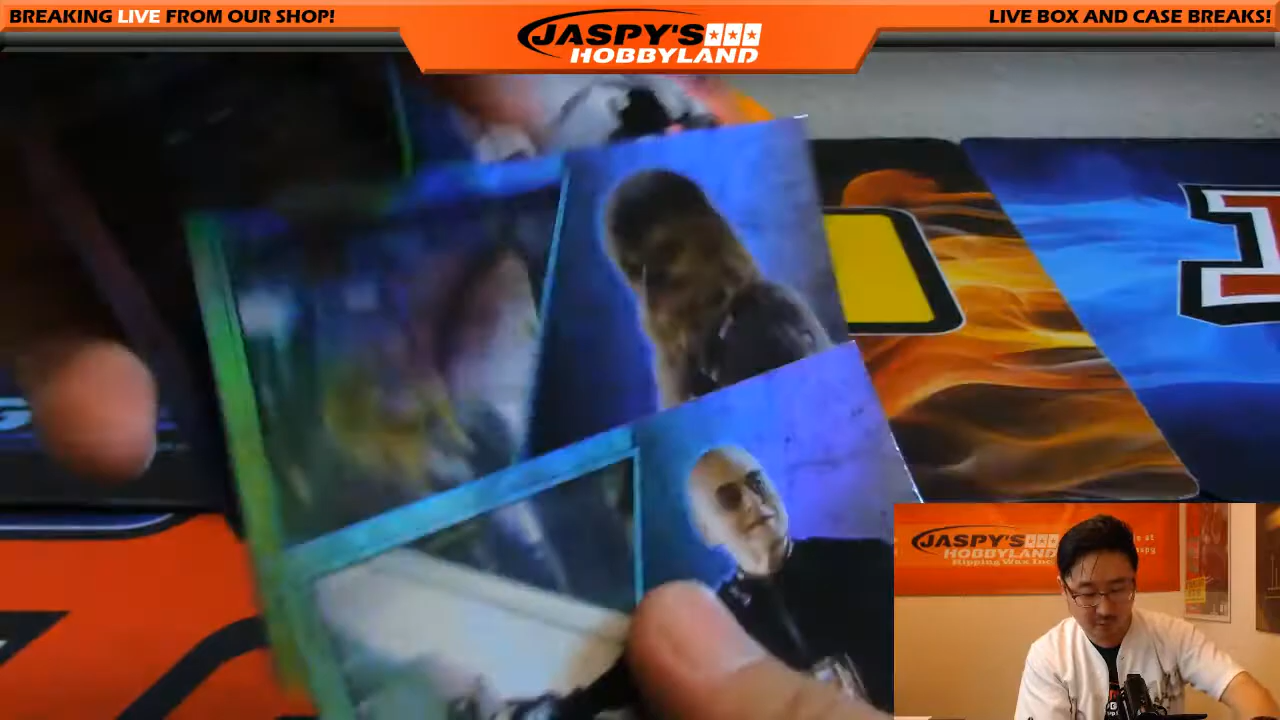 BREAKING LIVE FROM OUR SHOP!
JASPY'S
HOBBYLAND
LIVE BOX AND CASE BREAKS!
JASPY'S
HOBBYLAND
Ripping Wax Inc